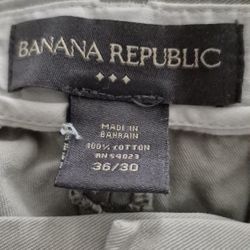 BANANA REPUBLIC
MADE IN
BAHRAIN
100% COTTON
RN 54023
36/30